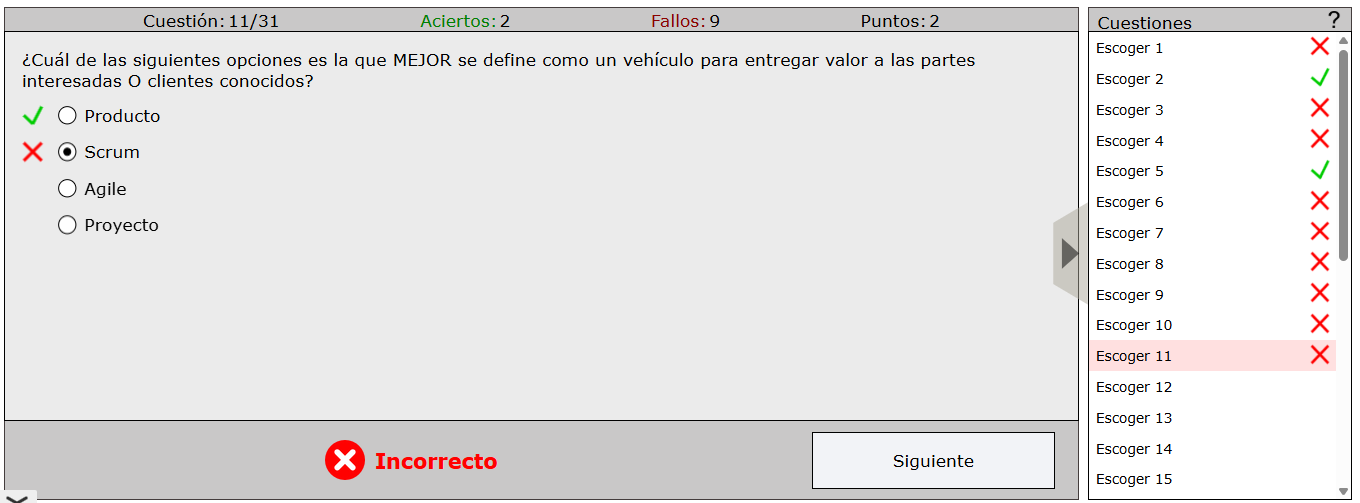 Cuestión: 11/31 Aciertos: 2 Fallos: 9 Puntos: 2
¿Cuál de las siguientes opciones es la que MEJOR se define como un vehículo para entregar valor a las partes
interesadas O clientes conocidos?
Producto
Scrum
Agile
Proyecto
Incorrecto
Siguiente
Cuestiones ?
Escoger 1
Escoger 2
Escoger 3
Escoger 4
Escoger 5
Escoger 6
Escoger 7
Escoger 8
Escoger 9
Escoger 10
Escoger 11
Escoger 12
Escoger 13
Escoger 14
Escoger 15